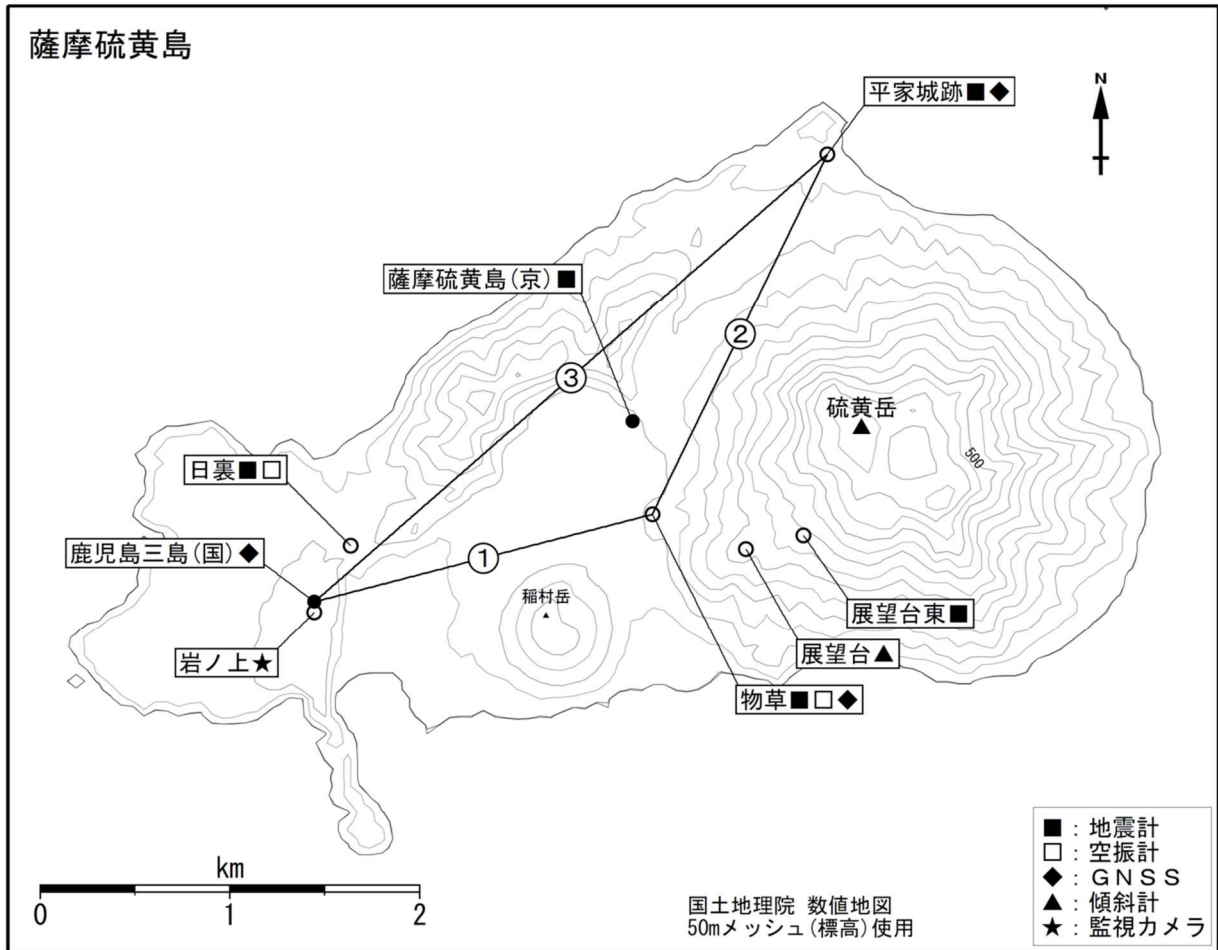 薩摩硫黄島
平家城跡■◆
N
薩摩硫黄島(京)■
②
③
硫黄岳
500
日裏■□
鹿児島三島(国)◆
①
稲村岳
展望台東■
岩ノ上★
展望台▲
物草■□◆
km
0 1 2
国土地理院 数値地図
50mメッシュ(標高)使用
■：地震計
□：空振計
◆：ＧＮＳＳ
▲：傾斜計
★：監視カメラ